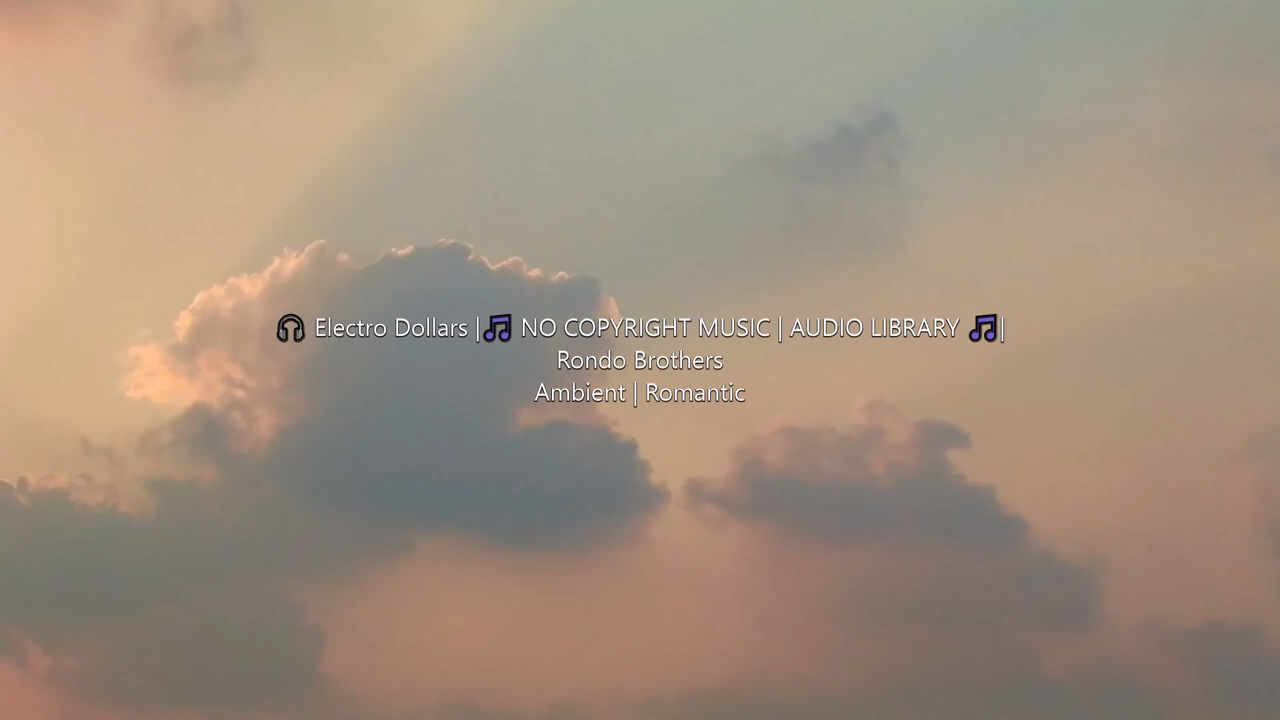 🎧 Electro Dollars |🎵 NO COPYRIGHT MUSIC | AUDIO LIBRARY 🎵|
Rondo Brothers
Ambient | Romantic